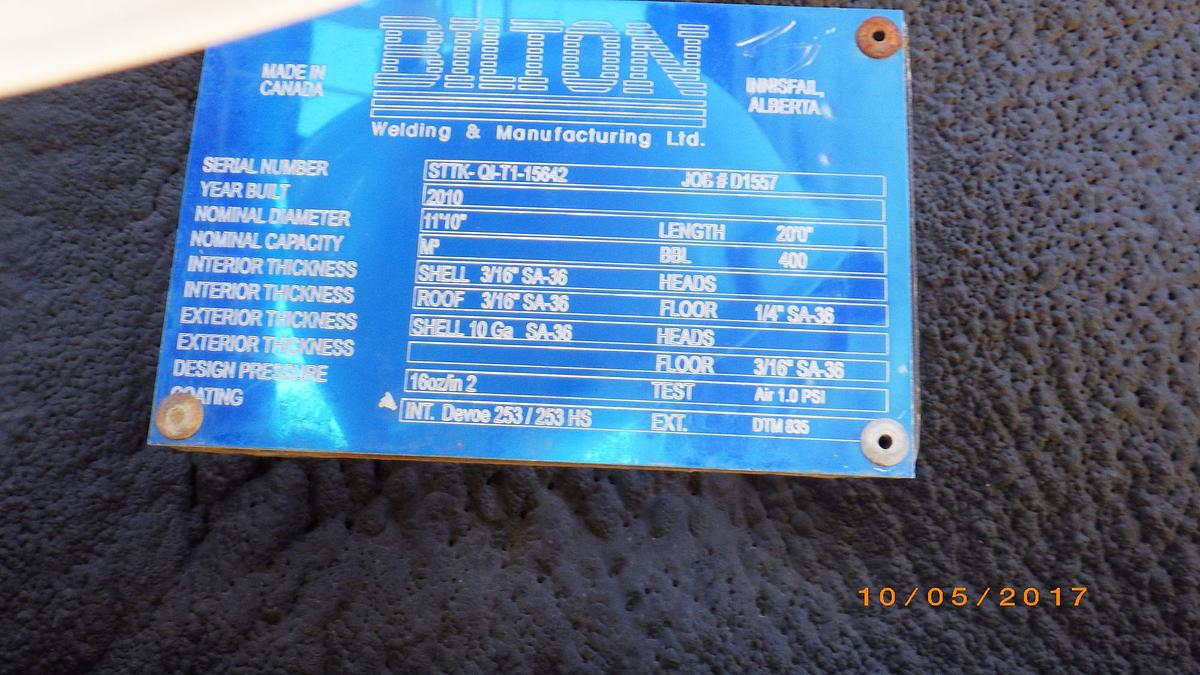 BILTON
MADE IN
CANADA
INNISFAIL,
ALBERTA
Welding & Manufacturing Ltd.
SERIAL NUMBER STTK- QI-T1-15642 JOB # D1557
YEAR BUILT 2010
NOMINAL DIAMETER 11'10" LENGTH 20'0"
NOMINAL CAPACITY M³ BBL 400
INTERIOR THICKNESS SHELL 3/16" SA-36 HEADS
INTERIOR THICKNESS ROOF 3/16" SA-36 FLOOR 1/4" SA-36
EXTERIOR THICKNESS SHELL 10 Ga SA-36 HEADS
EXTERIOR THICKNESS FLOOR 3/16" SA-36
DESIGN PRESSURE 16oz/in 2 TEST Air 1.0 PSI
COATING INT. Devoe 253 / 253 HS EXT. DTM 835
10/05/2017